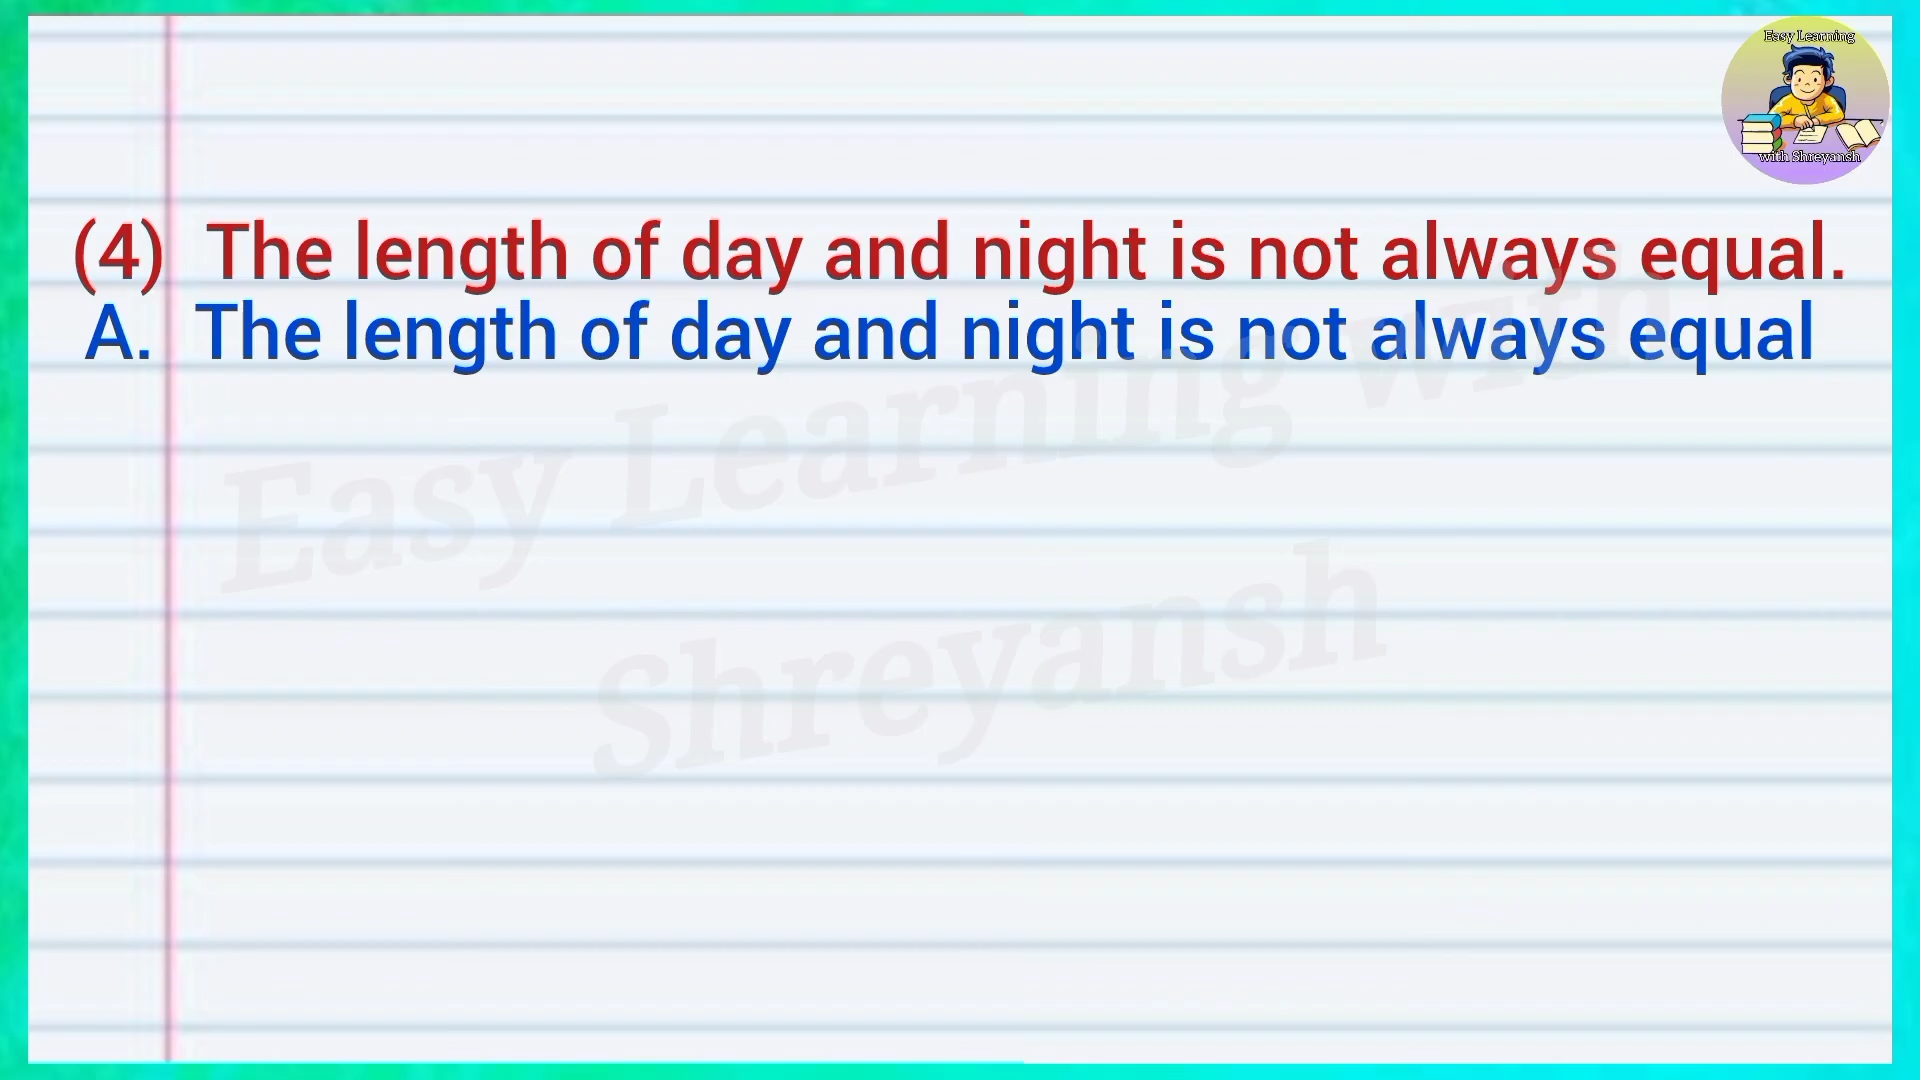 Easy Learning
with Shreyansh
(4) The length of day and night is not always equal.
A. The length of day and night is not always equal
Easy Learning with
Shreyansh